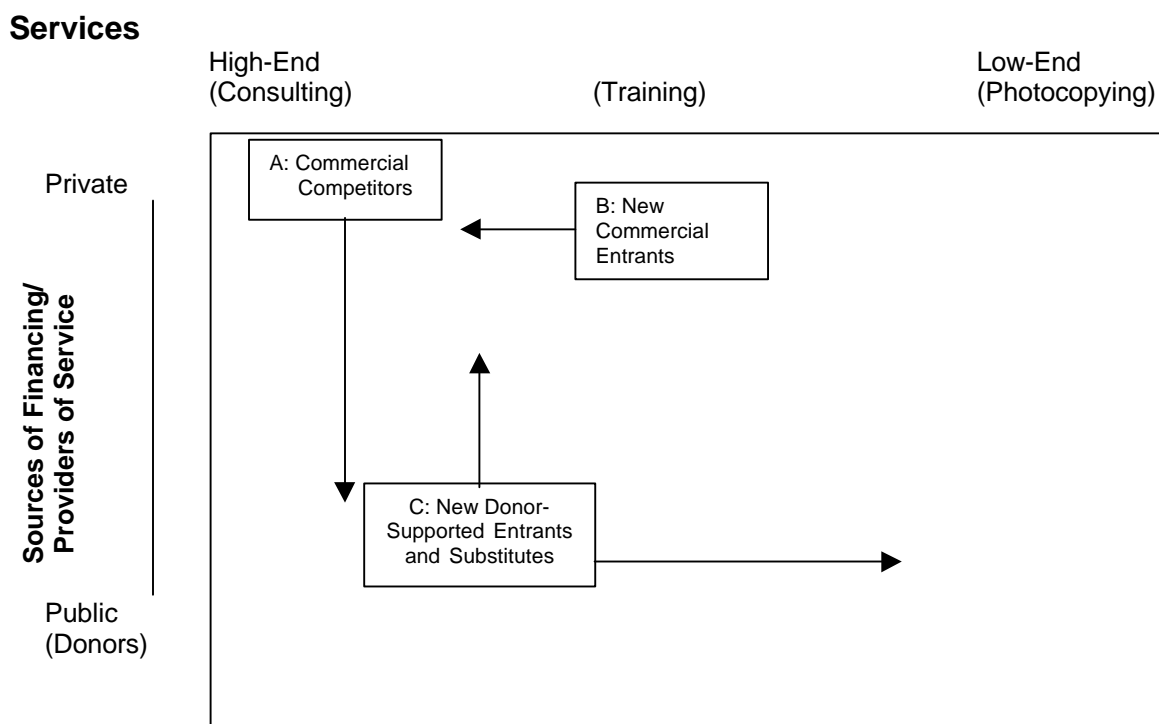 Services
High-End
(Consulting)
(Training)
Low-End
(Photocopying)
Private
A: Commercial
Competitors
B: New
Commercial
Entrants
Sources of Financing/
Providers of Service
C: New Donor-
Supported Entrants
and Substitutes
Public
(Donors)